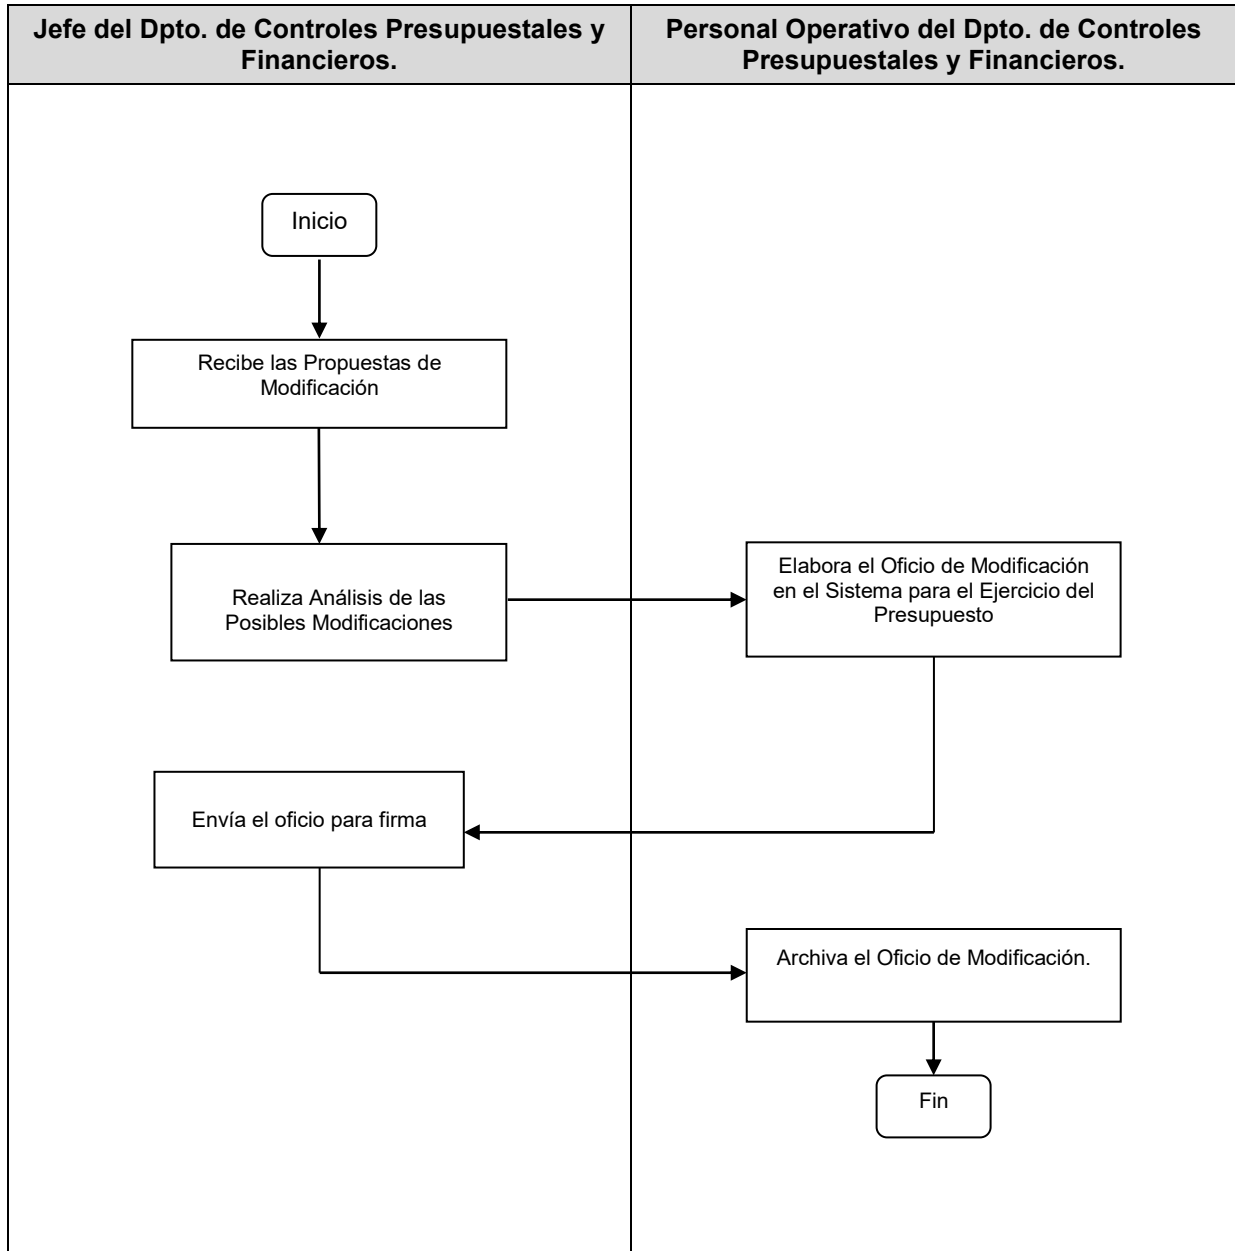 Jefe del Dpto. de Controles Presupuestales y
Financieros.
Personal Operativo del Dpto. de Controles
Presupuestales y Financieros.
Inicio
Recibe las Propuestas de
Modificación
Realiza Análisis de las
Posibles Modificaciones
Elabora el Oficio de Modificación
en el Sistema para el Ejercicio del
Presupuesto
Envía el oficio para firma
Archiva el Oficio de Modificación.
Fin